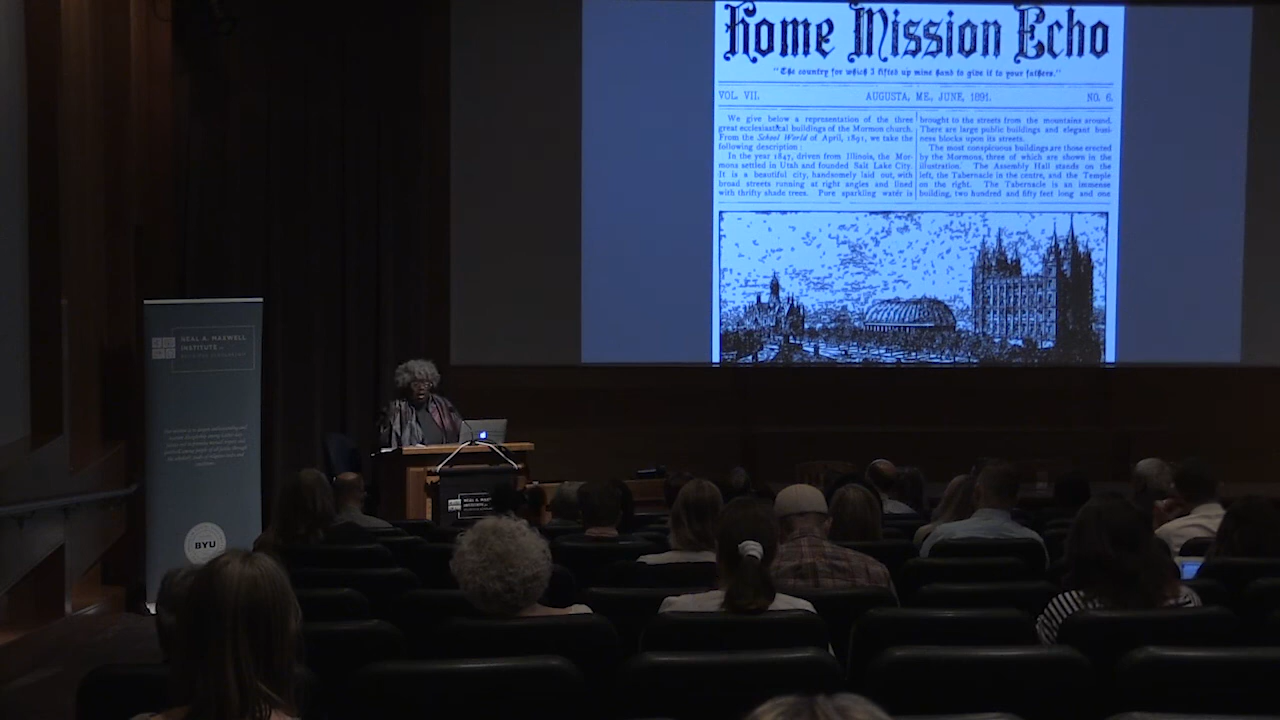 Home Mission Echo
"The country for which I lifted up mine hand to give it to your fathers."
VOL. VII. AUGUSTA, ME., JUNE, 1891. NO. 6.
We give below a representation of the three
great ecclesiastical buildings of the Mormon church.
From the School World of April, 1891, we take the
following description:
In the year 1847, driven from Illinois, the Mor-
mons settled in Utah and founded Salt Lake City.
It is a beautiful city, handsomely laid out, with
broad streets running at right angles and lined
with thrifty shade trees. Pure sparkling water is
brought to the streets from the mountains around.
There are large public buildings and elegant busi-
ness blocks upon its streets.
The most conspicuous buildings are those erected
by the Mormons, three of which are shown in the
illustration. The Assembly Hall stands on the
left, the Tabernacle in the centre, and the Temple
on the right. The Tabernacle is an immense
building, two hundred and fifty feet long and one
NEAL A. MAXWELL
INSTITUTE
BYU
NEAL A. MAX
INSTITUTE